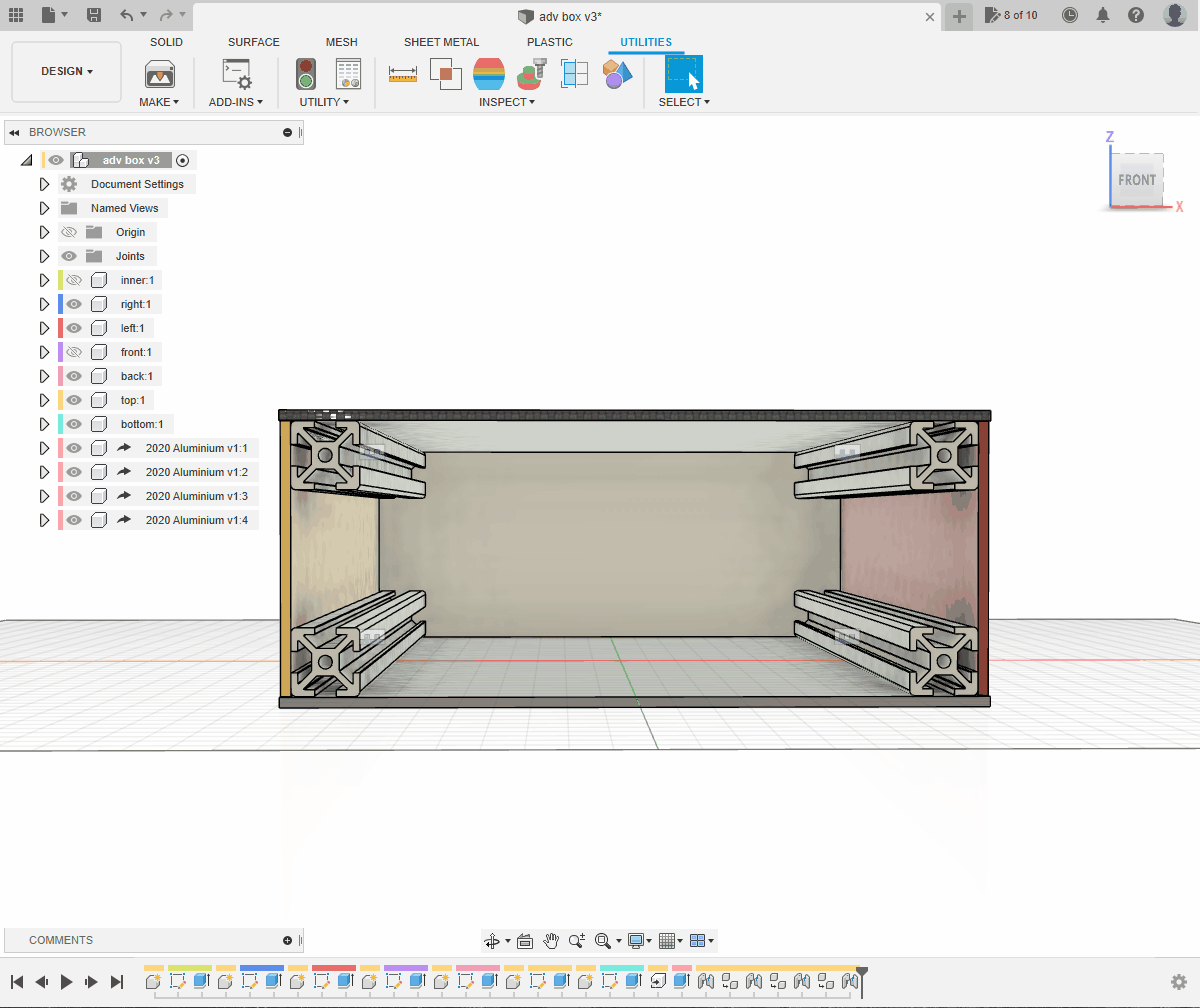 adv box v3*
8 of 10
SOLID SURFACE MESH SHEET METAL PLASTIC UTILITIES
DESIGN
MAKE ADD-INS UTILITY INSPECT SELECT
BROWSER
adv box v3
Document Settings
Named Views
Origin
Joints
inner:1
right:1
left:1
front:1
back:1
top:1
bottom:1
2020 Aluminium v1:1
2020 Aluminium v1:2
2020 Aluminium v1:3
2020 Aluminium v1:4
Z
FRONT
X
COMMENTS